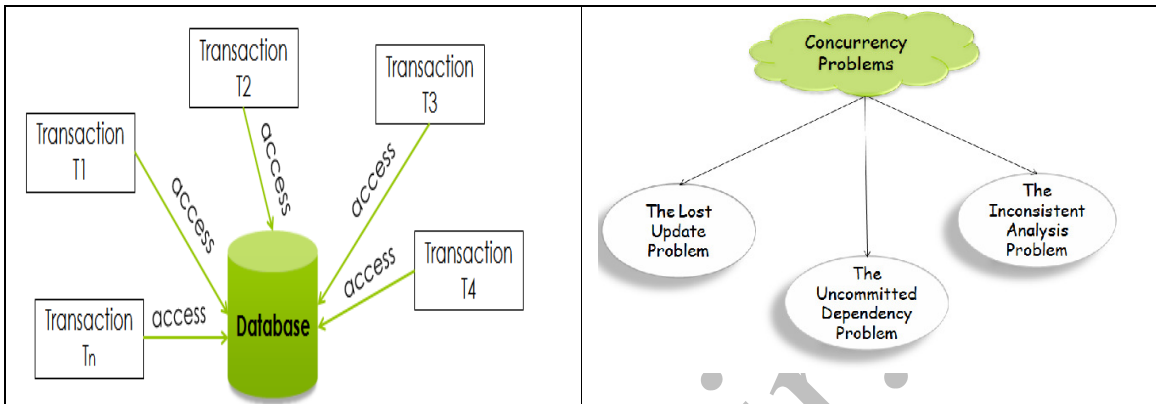 Transaction
T2
Transaction
T3
Transaction
T1
access
access
access
access
Transaction
T4
Transaction
Tn
access
Database
Concurrency
Problems
The Lost
Update
Problem
The
Uncommitted
Dependency
Problem
The
Inconsistent
Analysis
Problem